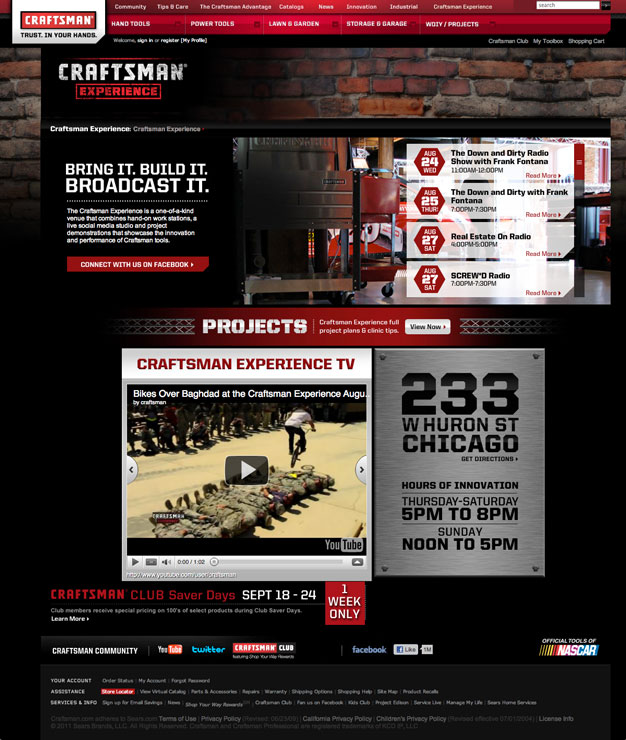 CRAFTSMAN
TRUST. IN YOUR HANDS.
Community Tips & Care The Craftsman Advantage Catalogs News Innovation Industrial Craftsman Experience
search
HAND TOOLS POWER TOOLS LAWN & GARDEN STORAGE & GARAGE WDIY / PROJECTS
Welcome, sign in or register [My Profile]
Craftsman Club My Toolbox Shopping Cart
CRAFTSMAN
EXPERIENCE
Craftsman Experience: Craftsman Experience
BRING IT. BUILD IT.
BROADCAST IT.
The Craftsman Experience is a one-of-a-kind
venue that combines hand-on work stations, a
live social media studio and project
demonstrations that showcase the innovation
and performance of Craftsman tools.
CONNECT WITH US ON FACEBOOK
AUG 24 WED
The Down and Dirty Radio
Show with Frank Fontana
11:00AM-12:00PM
Read More
AUG 25 THUR
The Down and Dirty with Frank
Fontana
7:00PM-7:30PM
Read More
AUG 27 SAT
Real Estate On Radio
4:00PM-5:00PM
Read More
AUG 27 SAT
SCREW*D Radio
7:00PM-7:30PM
Read More
PROJECTS
Craftsman Experience full
project plans & clinic tips.
View Now
CRAFTSMAN EXPERIENCE TV
Bikes Over Baghdad at the Craftsman Experience Augu...
by craftsman
CRAFTSMAN
EXPERIENCE
YouTube
0:00 / 1:02
http://www.youtube.com/user/craftsman
233
W HURON ST
CHICAGO
GET DIRECTIONS
HOURS OF INNOVATION
THURSDAY-SATURDAY
5PM TO 8PM
SUNDAY
NOON TO 5PM
CRAFTSMAN CLUB Saver Days SEPT 18 - 24
1
WEEK
ONLY
Club members receive special pricing on 100's of select products during Club Saver Days.
Learn More
CRAFTSMAN COMMUNITY
YouTube
twitter
CRAFTSMAN CLUB
featuring Shop Your Way Rewards
facebook
Like 1M
OFFICIAL TOOLS OF
NASCAR
YOUR ACCOUNT Order Status | My Account | Forgot Password
ASSISTANCE Store Locator | View Virtual Catalog | Parts & Accessories | Repairs | Warranty | Shipping Options | Shopping Help | Site Map | Product Recalls
SERVICES & INFO Sign up for Email Savings | News | Shop Your Way Rewards | Craftsman Club | Fan us on Facebook | Kids Club | Project Edison | Service Live | Manage My Life | Sears Home Services
Craftsman.com adheres to Sears.com Terms of Use | Privacy Policy (Revised: 06/25/09) | California Privacy Policy | Children's Privacy Policy (Revised effective 07/01/2004) | License Info
© 2011 Sears Brands, LLC. All Rights Reserved. Craftsman and Craftsman Professional are registered trademarks of KCD IP, LLC